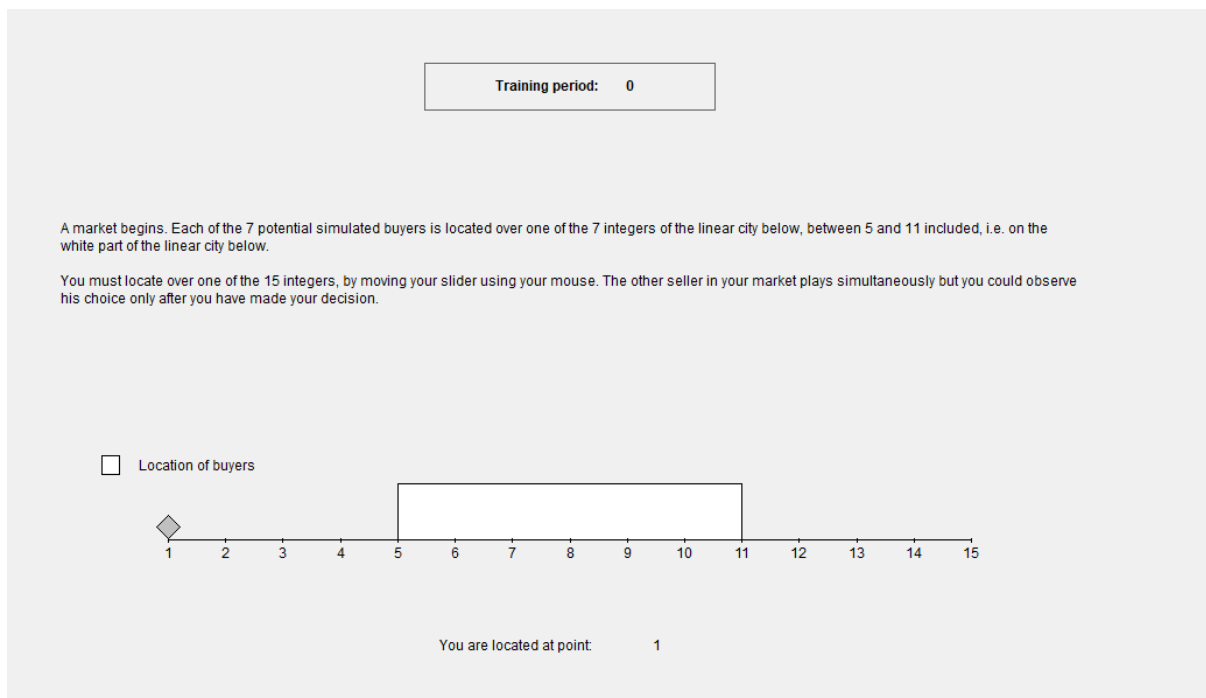 Training period: 0
A market begins. Each of the 7 potential simulated buyers is located over one of the 7 integers of the linear city below, between 5 and 11 included, i.e. on the
white part of the linear city below.
You must locate over one of the 15 integers, by moving your slider using your mouse. The other seller in your market plays simultaneously but you could observe
his choice only after you have made your decision.
Location of buyers
1 2 3 4 5 6 7 8 9 10 11 12 13 14 15
You are located at point: 1